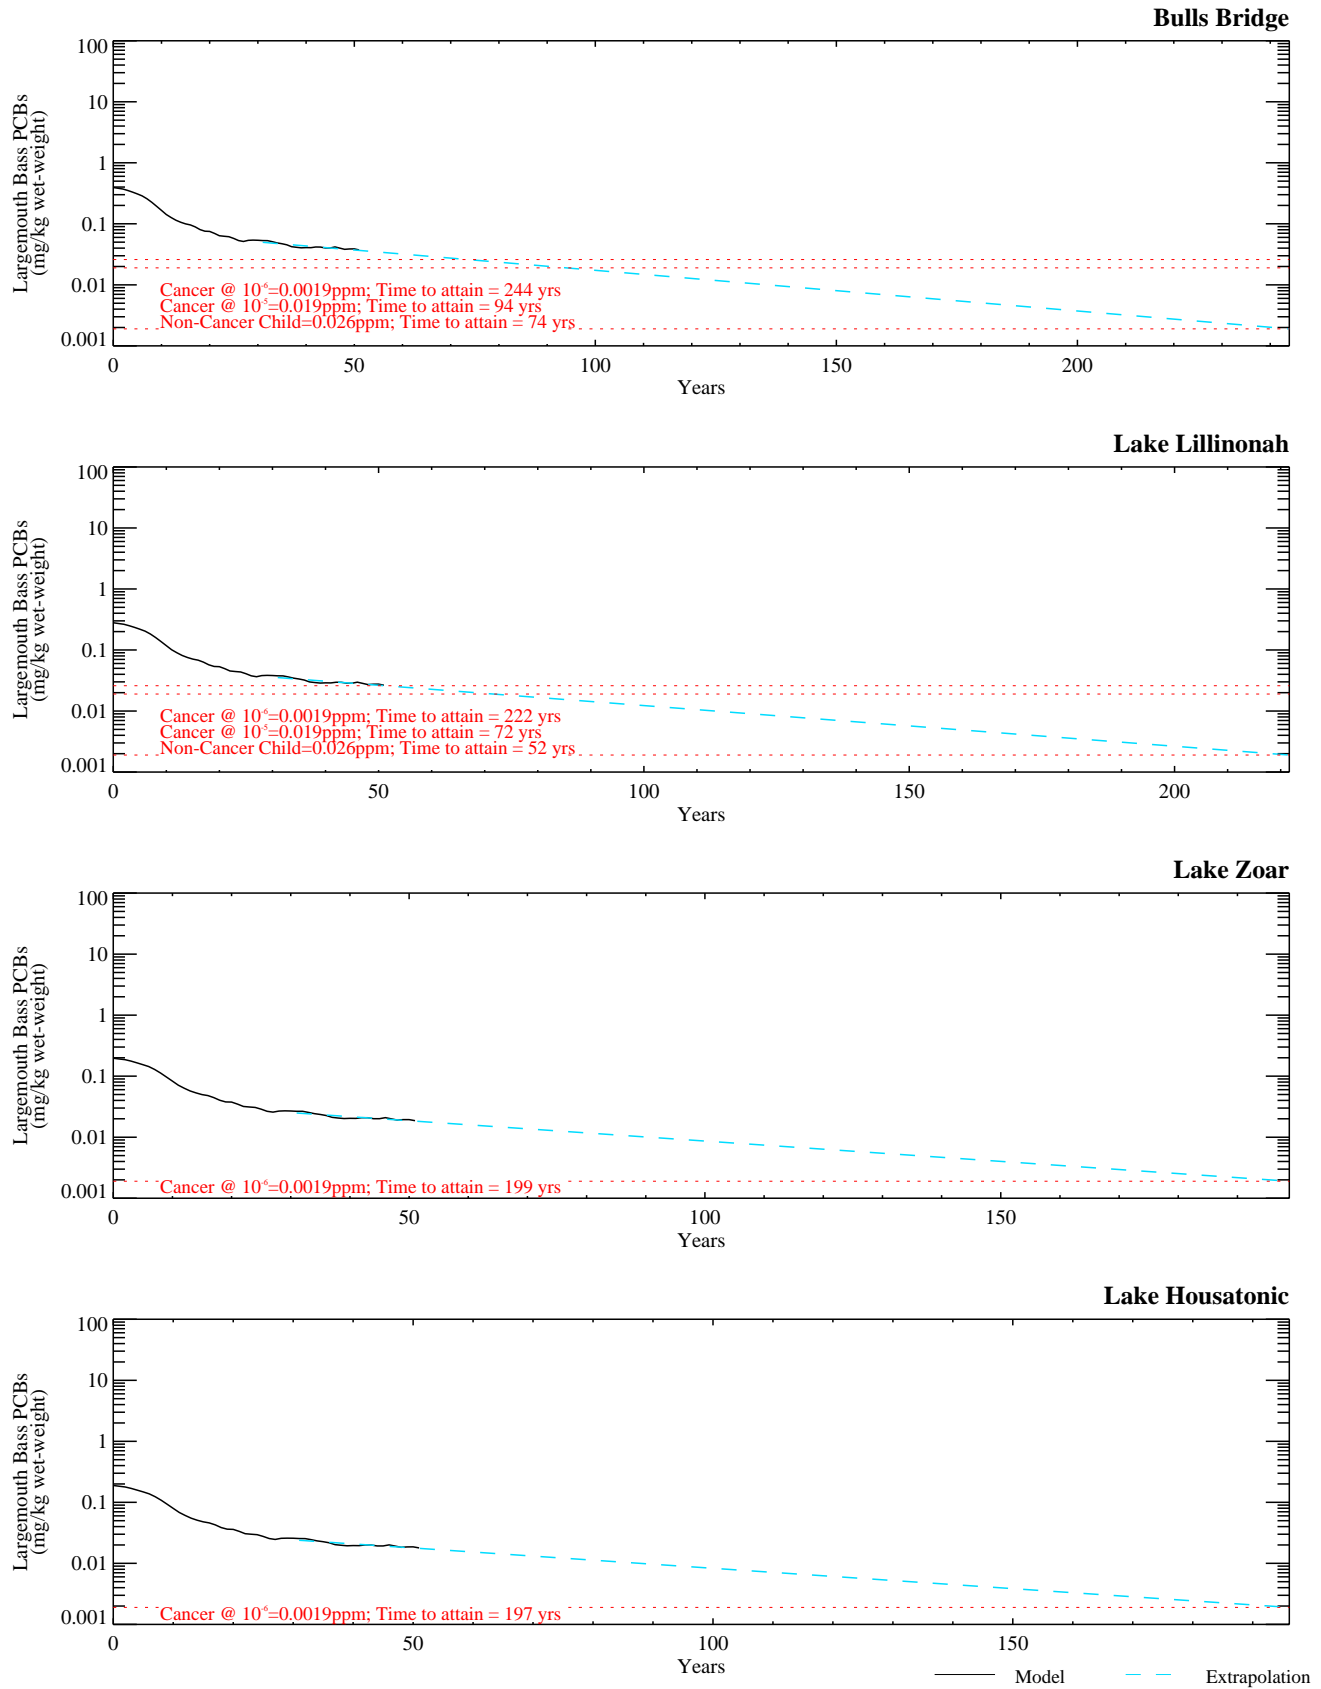 Bulls Bridge
Largemouth Bass PCBs
(mg/kg wet-weight)
100
10
1
0.1
0.01
0.001
Cancer @ 10⁻⁶=0.0019ppm; Time to attain = 244 yrs
Cancer @ 10⁻⁵=0.019ppm; Time to attain = 94 yrs
Non-Cancer Child=0.026ppm; Time to attain = 74 yrs
0 50 100 150 200
Years
Lake Lillinonah
Largemouth Bass PCBs
(mg/kg wet-weight)
100
10
1
0.1
0.01
0.001
Cancer @ 10⁻⁶=0.0019ppm; Time to attain = 222 yrs
Cancer @ 10⁻⁵=0.019ppm; Time to attain = 72 yrs
Non-Cancer Child=0.026ppm; Time to attain = 52 yrs
0 50 100 150 200
Years
Lake Zoar
Largemouth Bass PCBs
(mg/kg wet-weight)
100
10
1
0.1
0.01
0.001
Cancer @ 10⁻⁶=0.0019ppm; Time to attain = 199 yrs
0 50 100 150
Years
Lake Housatonic
Largemouth Bass PCBs
(mg/kg wet-weight)
100
10
1
0.1
0.01
0.001
Cancer @ 10⁻⁶=0.0019ppm; Time to attain = 197 yrs
0 50 100 150
Years
Model Extrapolation